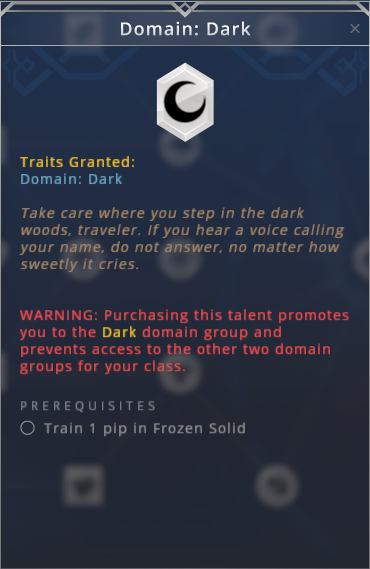 Domain: Dark
Traits Granted:
Domain: Dark
Take care where you step in the dark
woods, traveler. If you hear a voice calling
your name, do not answer, no matter how
sweetly it cries.
WARNING: Purchasing this talent promotes
you to the Dark domain group and
prevents access to the other two domain
groups for your class.
PREREQUISITES
Train 1 pip in Frozen Solid